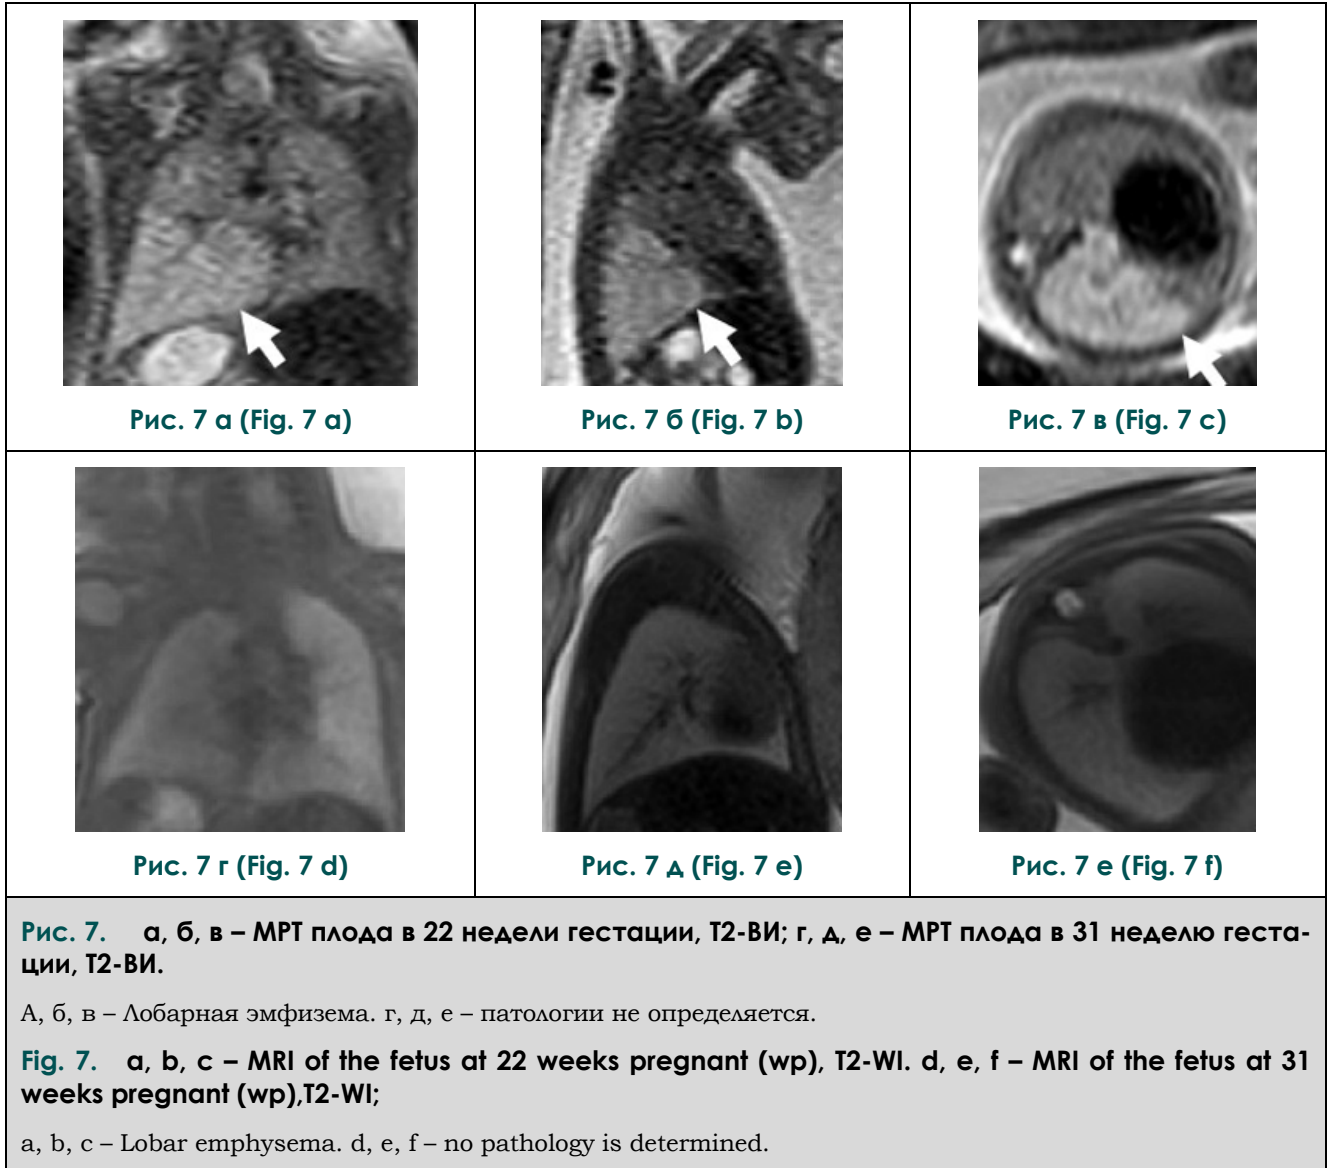 Рис. 7 а (Fig. 7 a)
Рис. 7 б (Fig. 7 b)
Рис. 7 в (Fig. 7 c)
Рис. 7 г (Fig. 7 d)
Рис. 7 д (Fig. 7 e)
Рис. 7 е (Fig. 7 f)
Рис. 7. а, б, в – МРТ плода в 22 недели гестации, Т2-ВИ; г, д, е – МРТ плода в 31 неделю геста-
ции, Т2-ВИ.
А, б, в – Лобарная эмфизема. г, д, е – патологии не определяется.
Fig. 7. a, b, c – MRI of the fetus at 22 weeks pregnant (wp), T2-WI. d, e, f – MRI of the fetus at 31
weeks pregnant (wp),T2-WI;
a, b, c – Lobar emphysema. d, e, f – no pathology is determined.